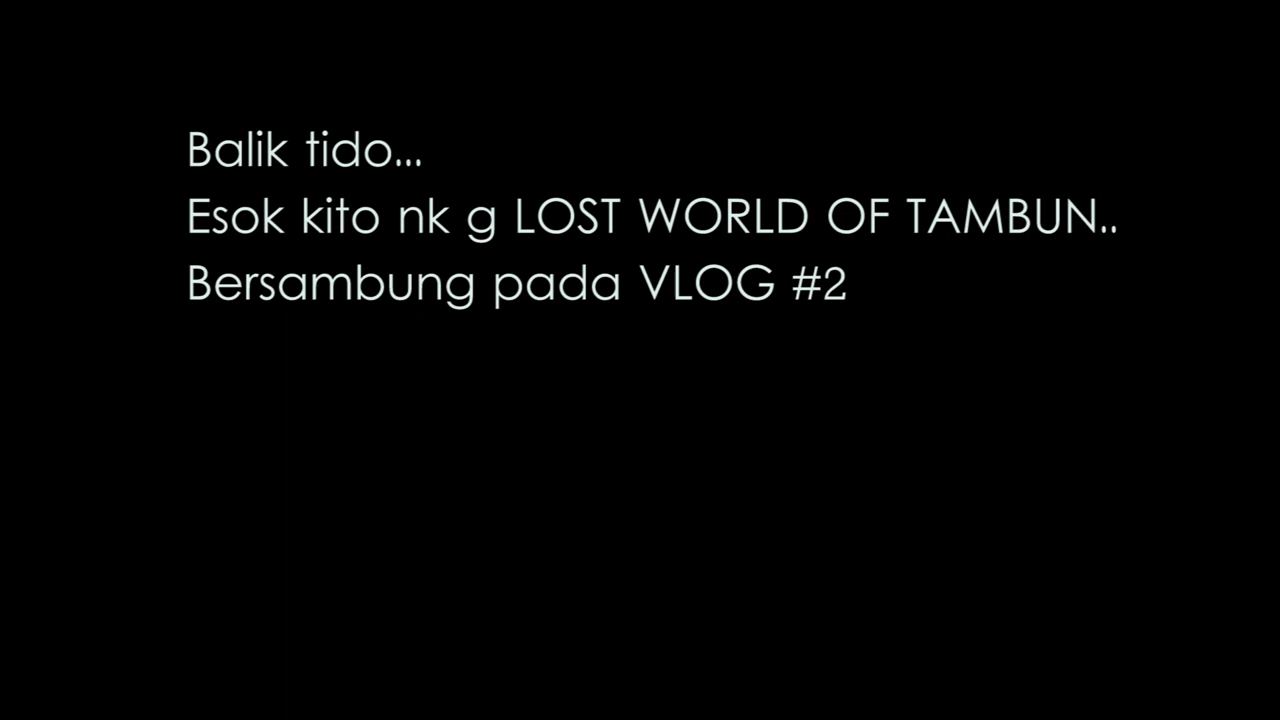 Balik tido...
Esok kito nk g LOST WORLD OF TAMBUN..
Bersambung pada VLOG #2